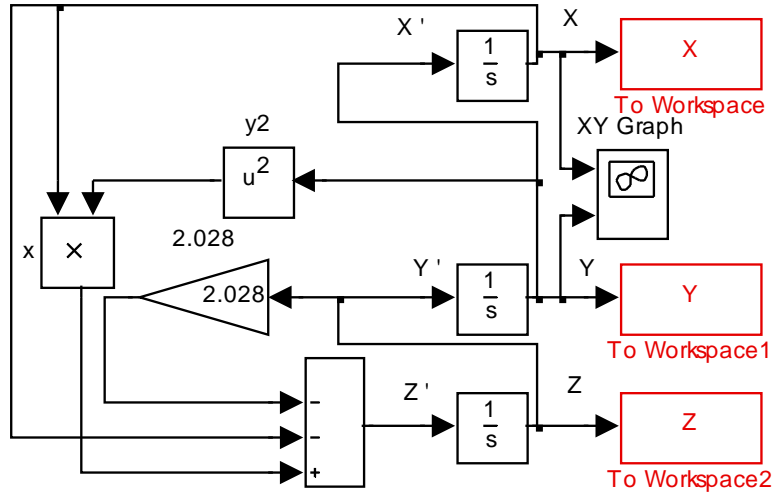 X '
1
s
X
X
To Workspace
XY Graph
y2
u2
x
×
2.028
2.028
Y '
1
s
Y
Y
To Workspace1
−
−
+
Z '
1
s
Z
Z
To Workspace2